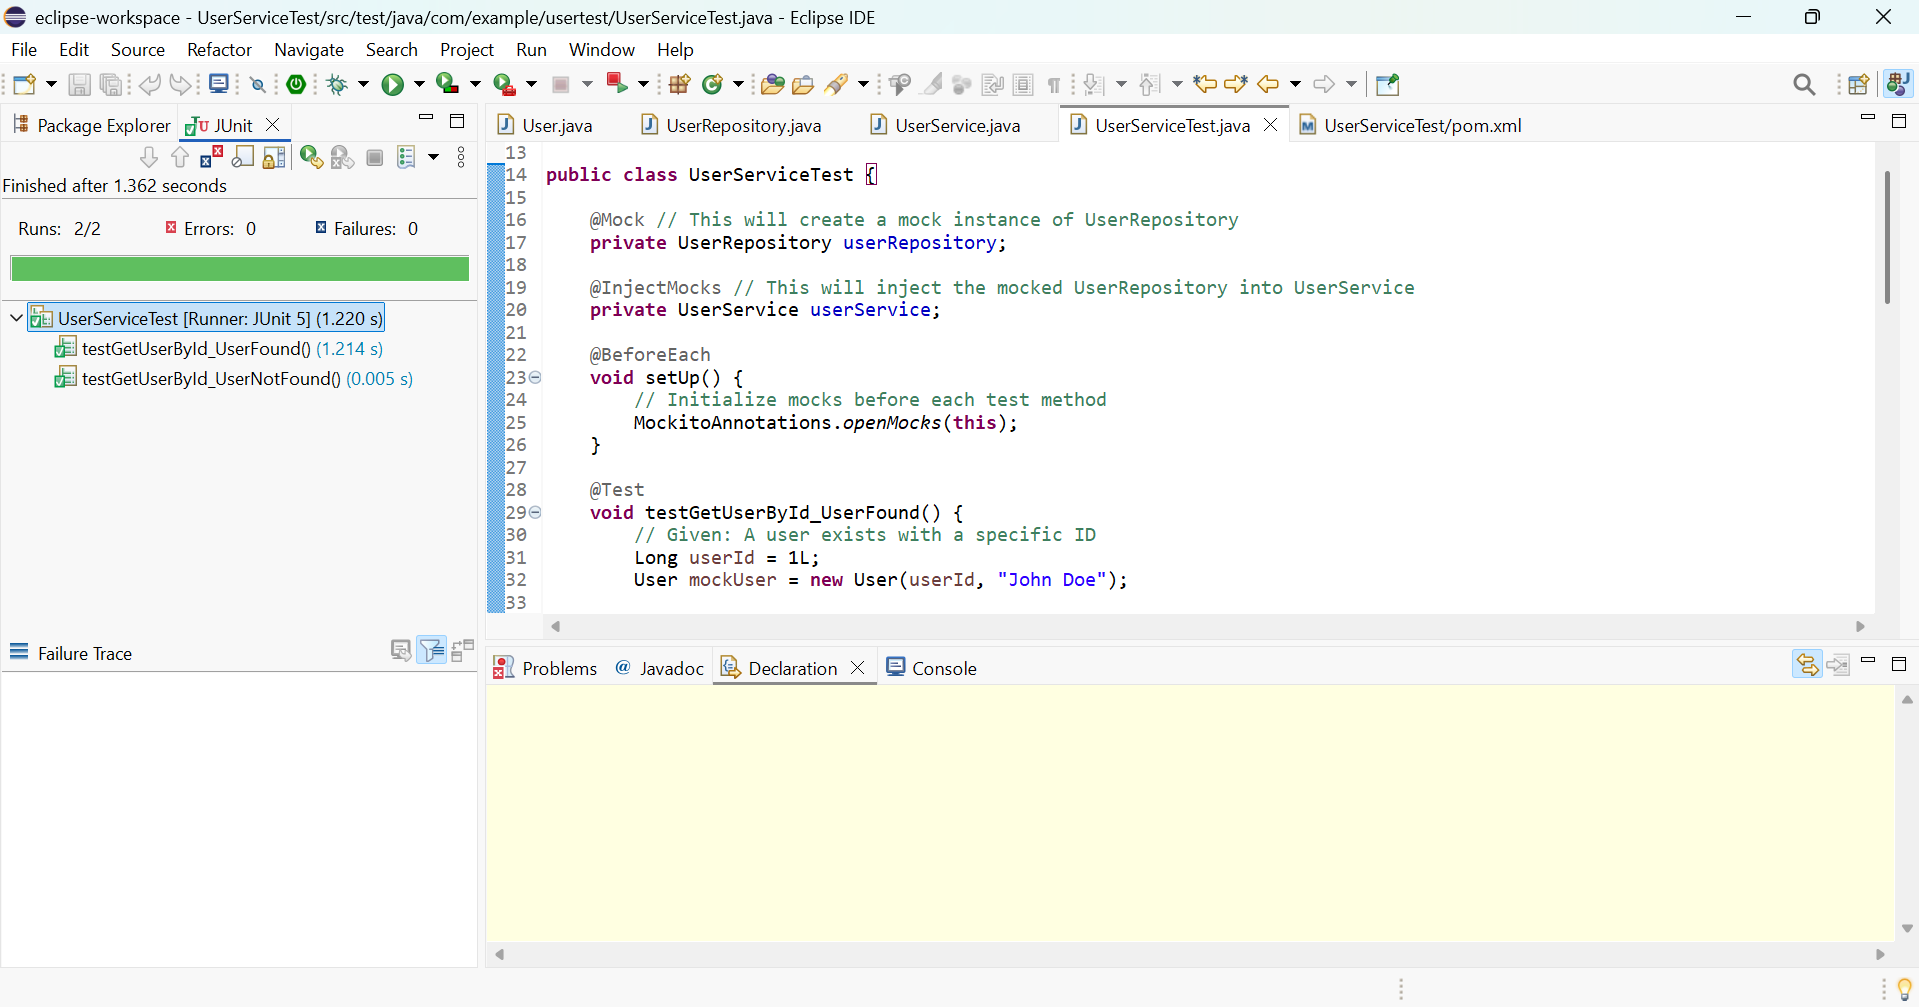 eclipse-workspace - UserServiceTest/src/test/java/com/example/usertest/UserServiceTest.java - Eclipse IDE
File Edit Source Refactor Navigate Search Project Run Window Help
Package Explorer JUnit
Finished after 1.362 seconds
Runs: 2/2 Errors: 0 Failures: 0
UserServiceTest [Runner: JUnit 5] (1.220 s)
testGetUserById_UserFound() (1.214 s)
testGetUserById_UserNotFound() (0.005 s)
Failure Trace
User.java UserRepository.java UserService.java UserServiceTest.java UserServiceTest/pom.xml
13
14 public class UserServiceTest {
15
16 @Mock // This will create a mock instance of UserRepository
17 private UserRepository userRepository;
18
19 @InjectMocks // This will inject the mocked UserRepository into UserService
20 private UserService userService;
21
22 @BeforeEach
23 void setUp() {
24 // Initialize mocks before each test method
25 MockitoAnnotations.openMocks(this);
26 }
27
28 @Test
29 void testGetUserById_UserFound() {
30 // Given: A user exists with a specific ID
31 Long userId = 1L;
32 User mockUser = new User(userId, "John Doe");
33
Problems @ Javadoc Declaration Console